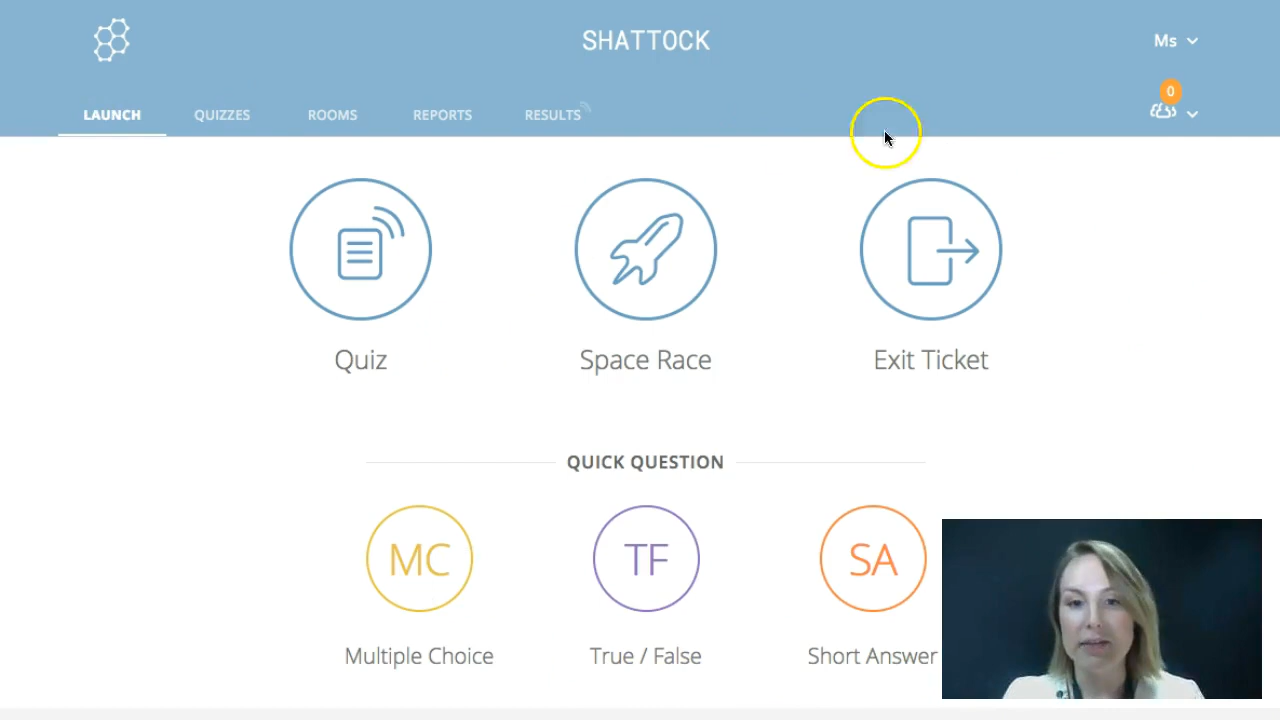 SHATTOCK
Ms
0
LAUNCH QUIZZES ROOMS REPORTS RESULTS
Quiz Space Race Exit Ticket
QUICK QUESTION
MC TF SA
Multiple Choice True / False Short Answer